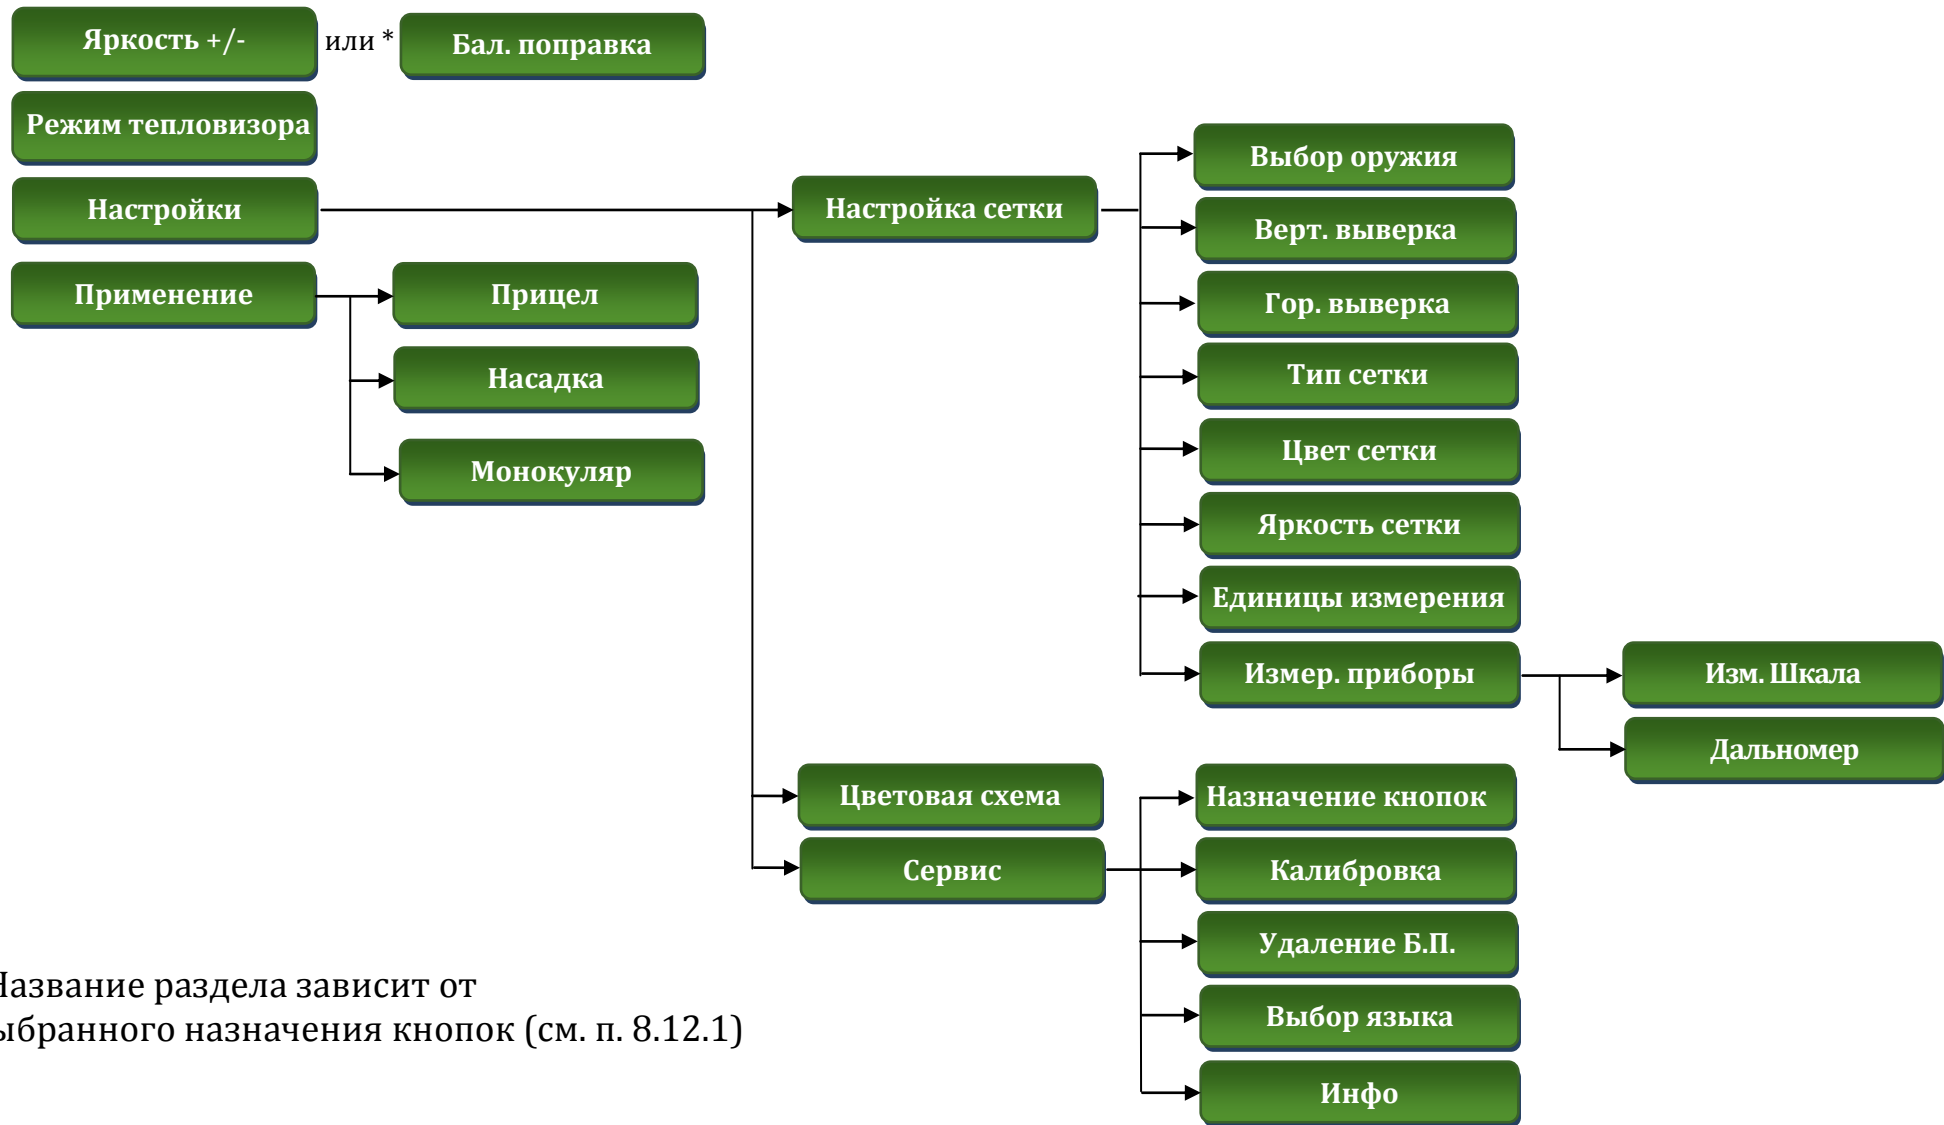 Яркость +/- или * Бал. поправка
Режим тепловизора
Настройки
Применение
Прицел
Насадка
Монокуляр
Настройка сетки
Выбор оружия
Верт. выверка
Гор. выверка
Тип сетки
Цвет сетки
Яркость сетки
Единицы измерения
Измер. приборы
Изм. Шкала
Дальномер
Цветовая схема
Сервис
Назначение кнопок
Калибровка
Удаление Б.П.
Выбор языка
Инфо
Название раздела зависит от
ыбранного назначения кнопок (см. п. 8.12.1)